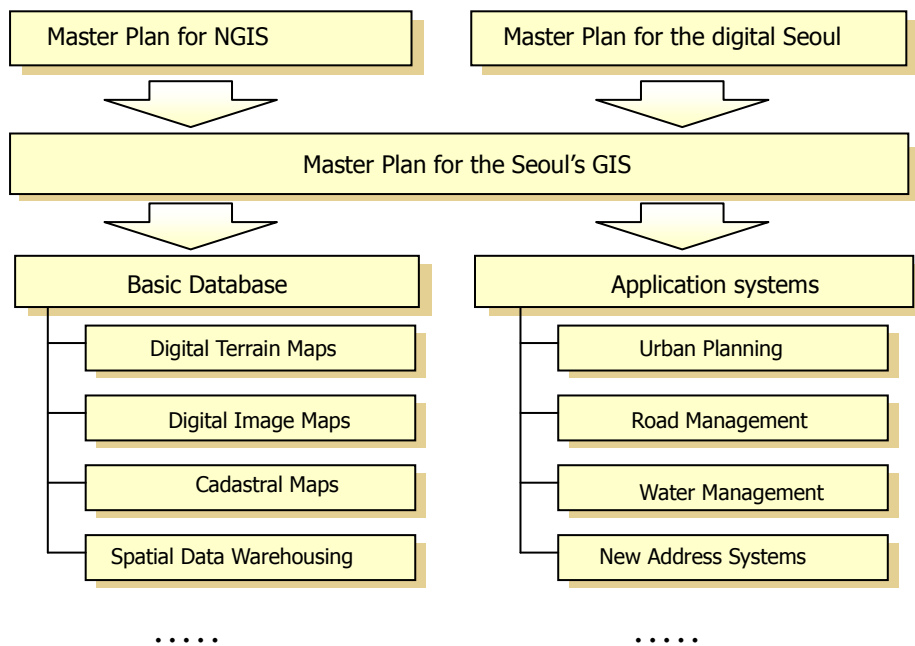 Master Plan for NGIS
Master Plan for the digital Seoul
Master Plan for the Seoul’s GIS
Basic Database
Digital Terrain Maps
Digital Image Maps
Cadastral Maps
Spatial Data Warehousing
.....
Application systems
Urban Planning
Road Management
Water Management
New Address Systems
.....